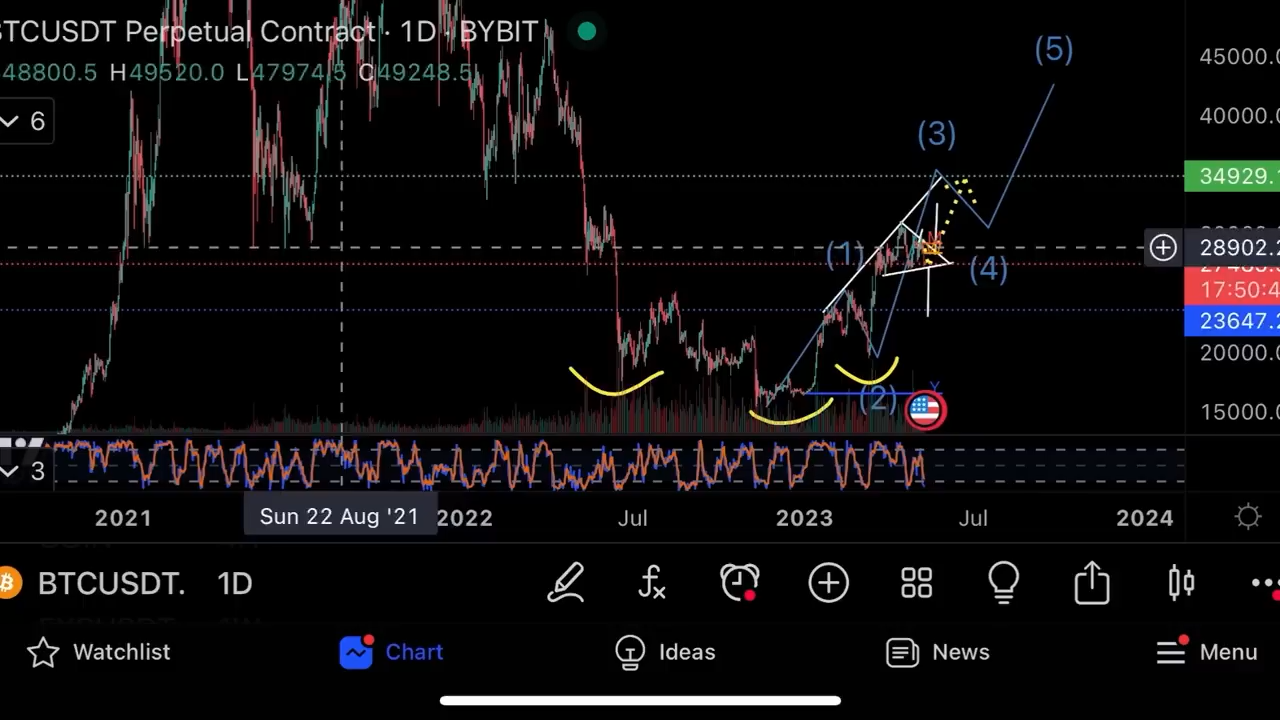 BTCUSDT Perpetual Contract · 1D · BYBIT
48800.5 H49520.0 L47974.5 C49248.5
6
(5)
45000.0
(3)
40000.0
34929.1
(1)
28902.2
(4)
17:50:4
23647.2
20000.0
(2)
Y
15000.0
3
2021
Sun 22 Aug '21
2022
Jul
2023
Jul
2024
BTCUSDT. 1D
Watchlist
Chart
Ideas
News
Menu